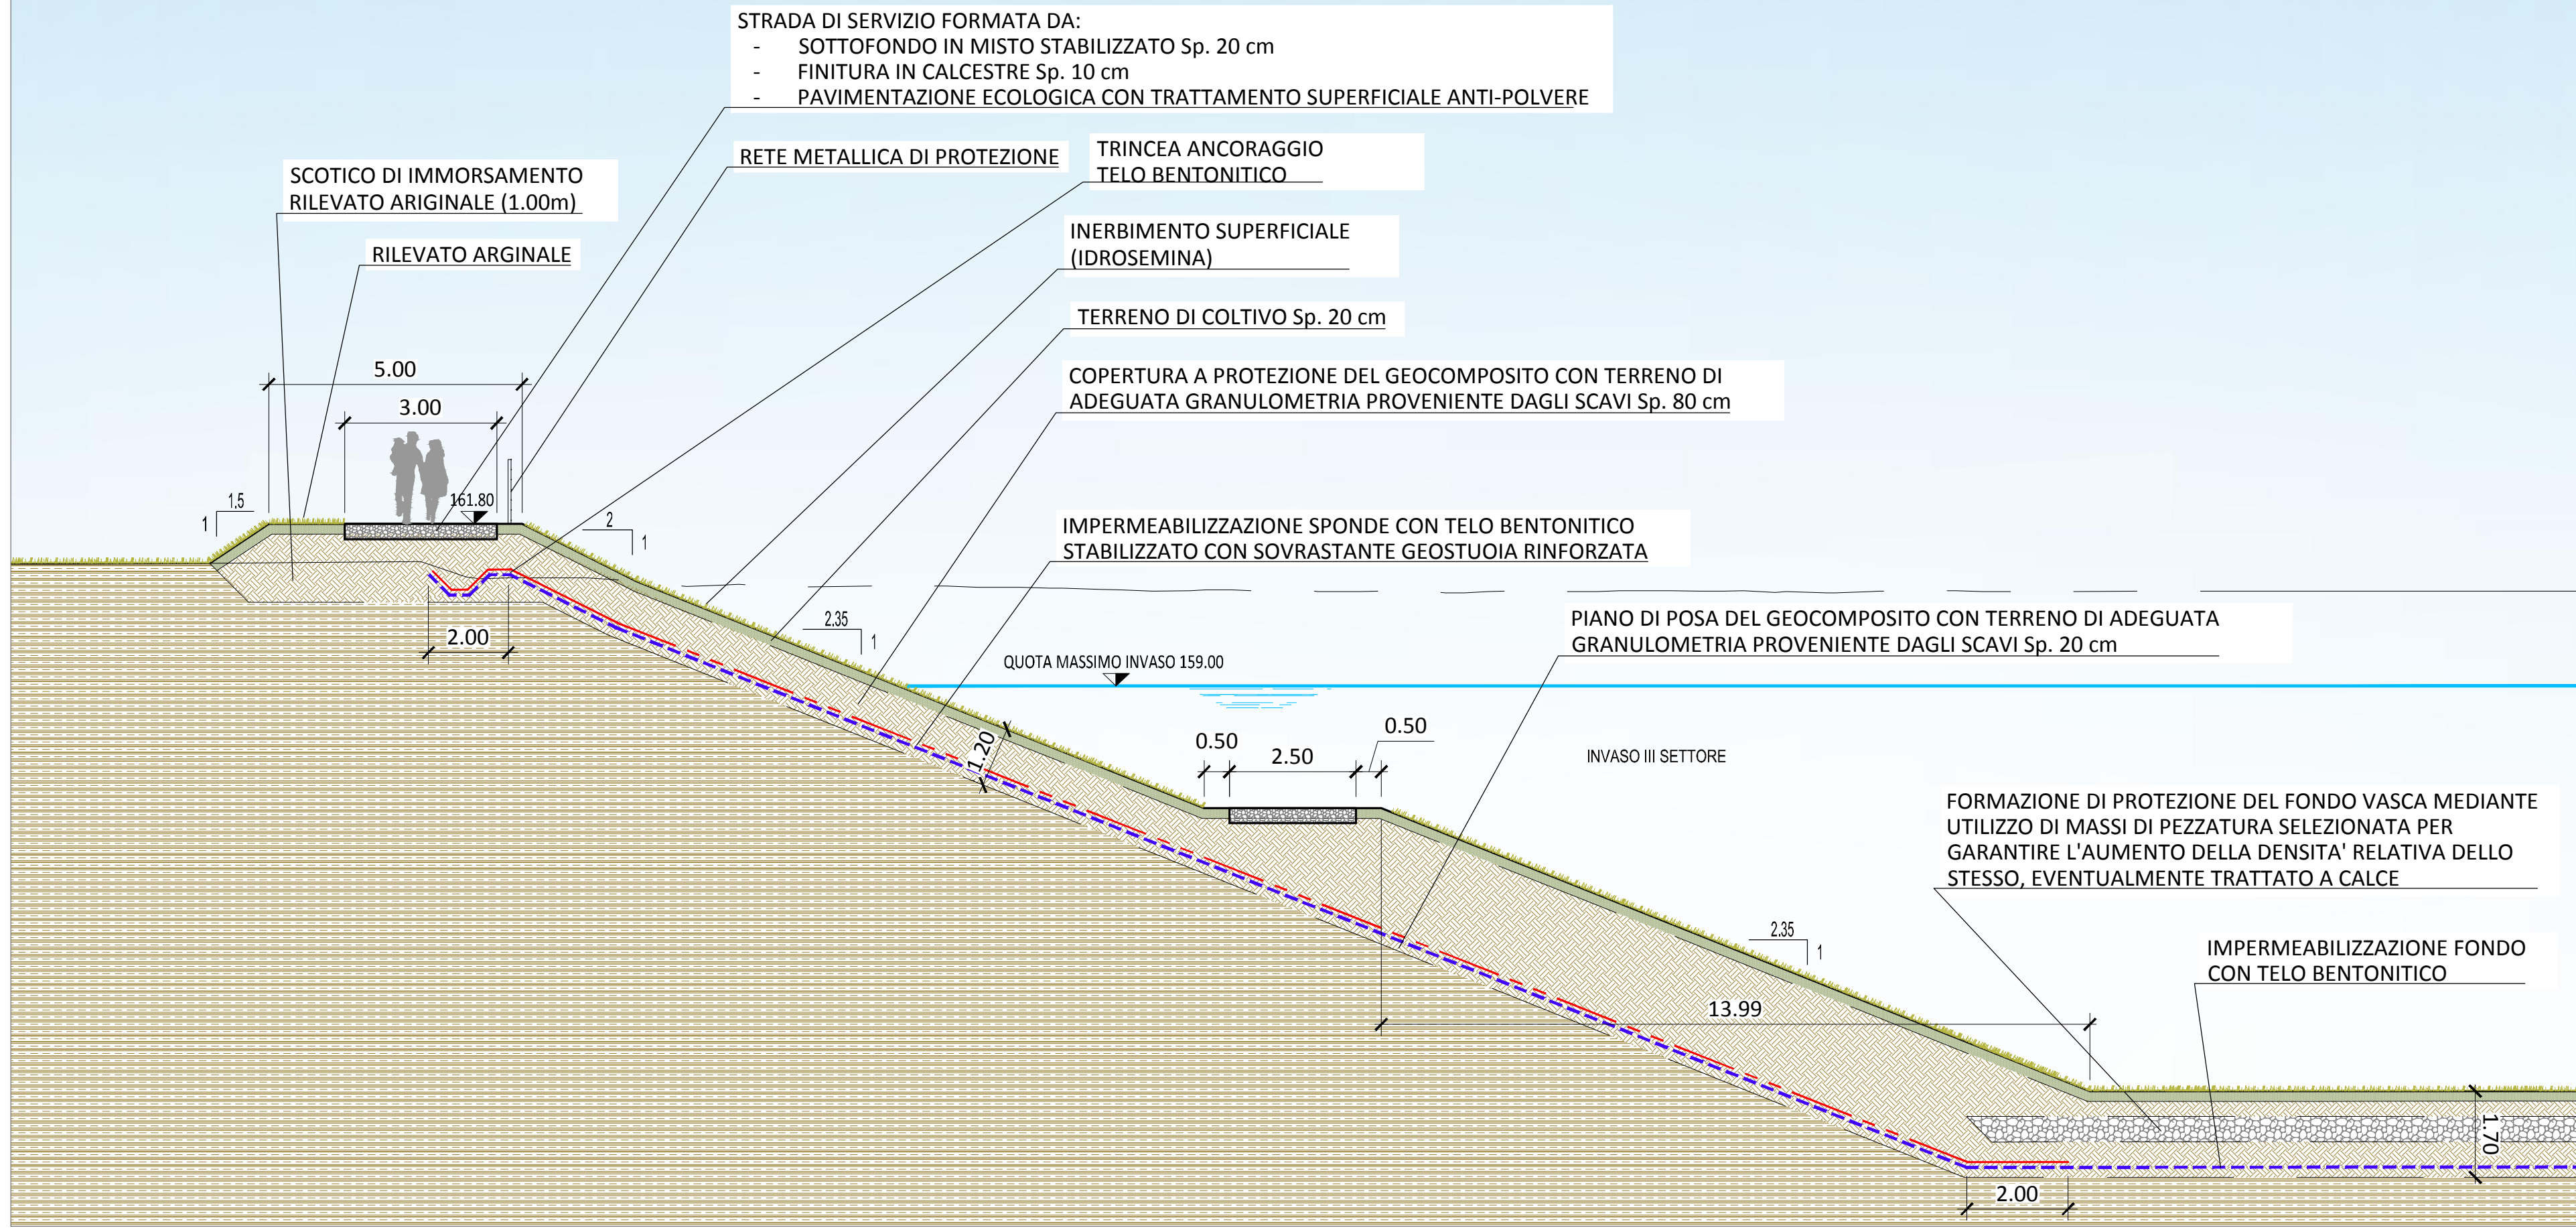 STRADA DI SERVIZIO FORMATA DA:
- SOTTOFONDO IN MISTO STABILIZZATO Sp. 20 cm
- FINITURA IN CALCESTRE Sp. 10 cm
- PAVIMENTAZIONE ECOLOGICA CON TRATTAMENTO SUPERFICIALE ANTI-POLVERE
RETE METALLICA DI PROTEZIONE
TRINCEA ANCORAGGIO
TELO BENTONITICO
SCOTICO DI IMMORSAMENTO
RILEVATO ARIGINALE (1.00m)
RILEVATO ARGINALE
INERBIMENTO SUPERFICIALE
(IDROSEMINA)
TERRENO DI COLTIVO Sp. 20 cm
COPERTURA A PROTEZIONE DEL GEOCOMPOSITO CON TERRENO DI
ADEGUATA GRANULOMETRIA PROVENIENTE DAGLI SCAVI Sp. 80 cm
5.00
3.00
1.5
1
161.80
2
1
IMPERMEABILIZZAZIONE SPONDE CON TELO BENTONITICO
STABILIZZATO CON SOVRASTANTE GEOSTUOIA RINFORZATA
PIANO DI POSA DEL GEOCOMPOSITO CON TERRENO DI ADEGUATA
GRANULOMETRIA PROVENIENTE DAGLI SCAVI Sp. 20 cm
2.00
2.35
1
QUOTA MASSIMO INVASO 159.00
1.20
0.50
2.50
0.50
INVASO III SETTORE
FORMAZIONE DI PROTEZIONE DEL FONDO VASCA MEDIANTE
UTILIZZO DI MASSI DI PEZZATURA SELEZIONATA PER
GARANTIRE L'AUMENTO DELLA DENSITA' RELATIVA DELLO
STESSO, EVENTUALMENTE TRATTATO A CALCE
2.35
1
IMPERMEABILIZZAZIONE FONDO
CON TELO BENTONITICO
13.99
1.70
2.00